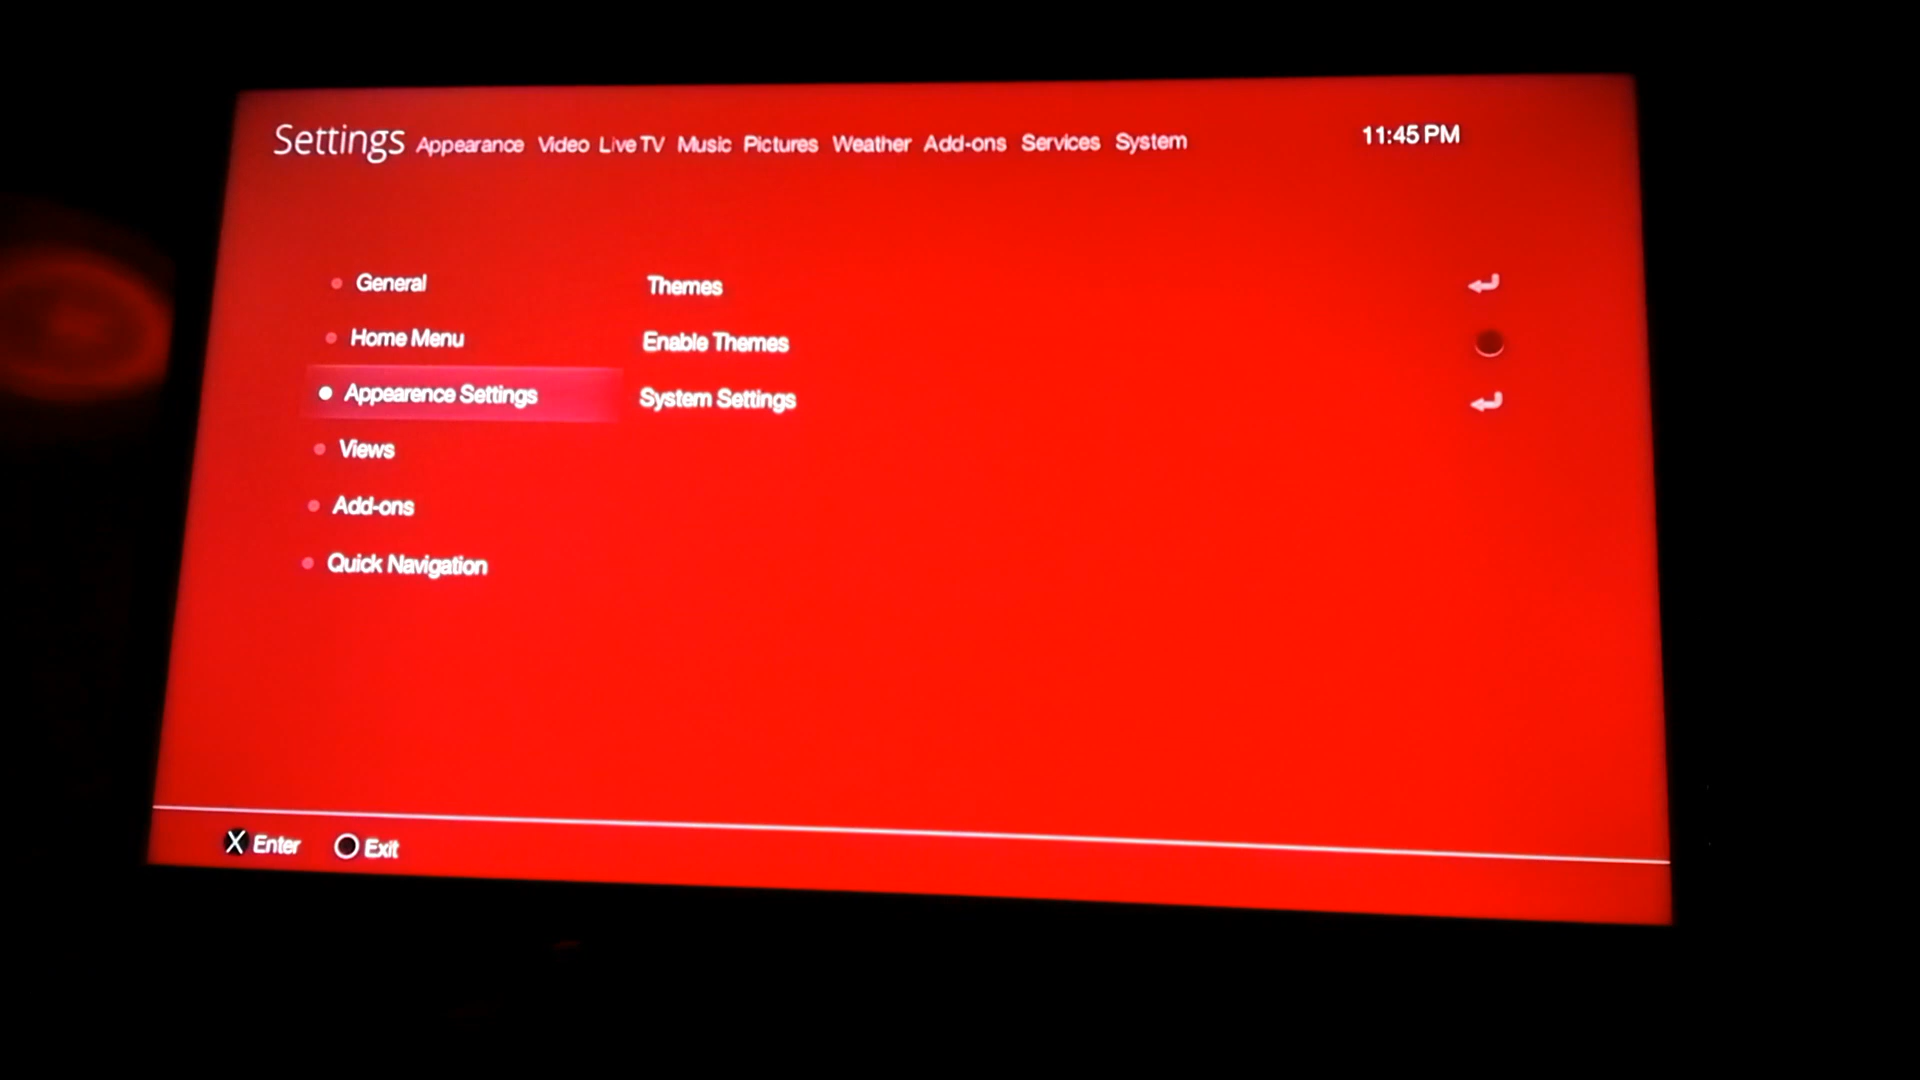 Settings Appearance Video Live TV Music Pictures Weather Add-ons Services System 11:45 PM
General
Home Menu
Appearence Settings
Views
Add-ons
Quick Navigation
Themes
Enable Themes
System Settings
X Enter O Exit